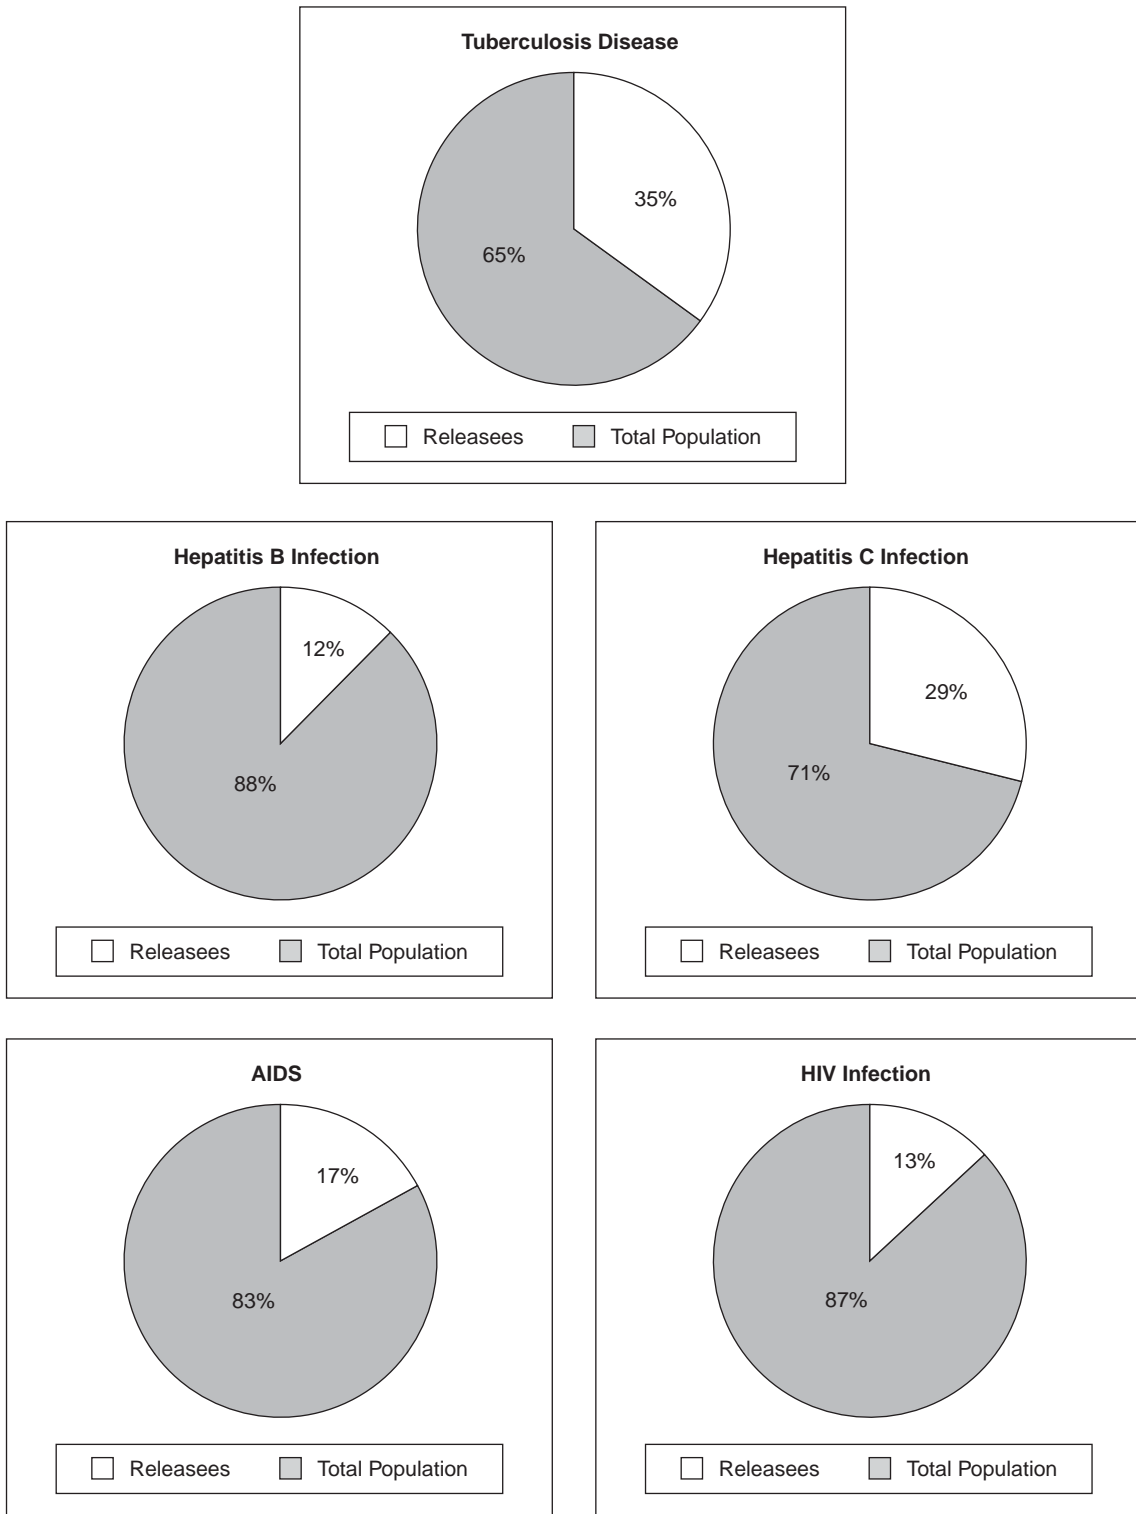 Tuberculosis Disease
35%
65%
Releasees Total Population
Hepatitis B Infection
12%
88%
Releasees Total Population
Hepatitis C Infection
29%
71%
Releasees Total Population
AIDS
17%
83%
Releasees Total Population
HIV Infection
13%
87%
Releasees Total Population